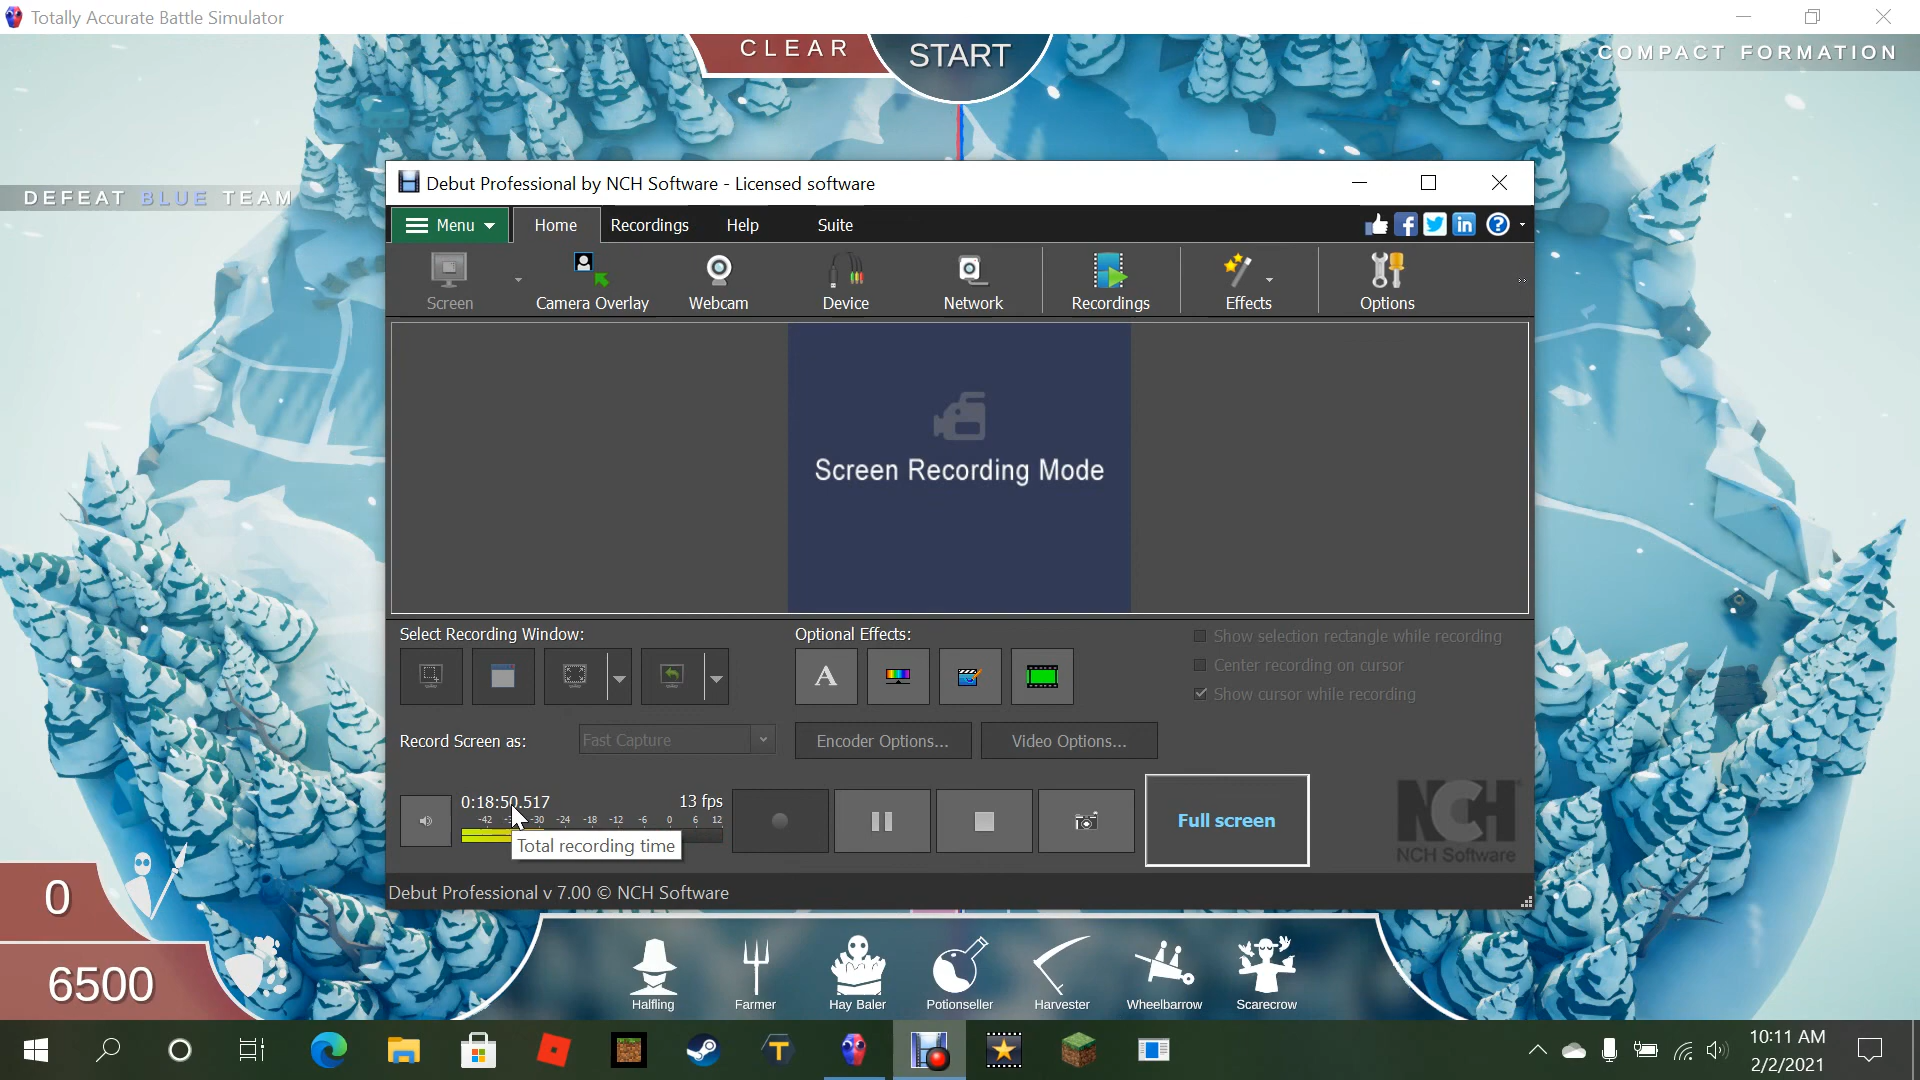 Totally Accurate Battle Simulator
CLEAR
START
COMPACT FORMATION
DEFEAT BLUE TEAM
Debut Professional by NCH Software - Licensed software
Menu
Home
Recordings
Help
Suite
Screen
Camera Overlay
Webcam
Device
Network
Recordings
Effects
Options
Screen Recording Mode
Select Recording Window:
Optional Effects:
Show selection rectangle while recording
Center recording on cursor
Show cursor while recording
Record Screen as:
Fast Capture
Encoder Options...
Video Options...
0:18:50.517
13 fps
-42 -30 -24 -18 -12 -6 0 6 12
Total recording time
Full screen
NCH
NCH Software
Debut Professional v 7.00 © NCH Software
0
6500
Halfling
Farmer
Hay Baler
Potionseller
Harvester
Wheelbarrow
Scarecrow
10:11 AM
2/2/2021